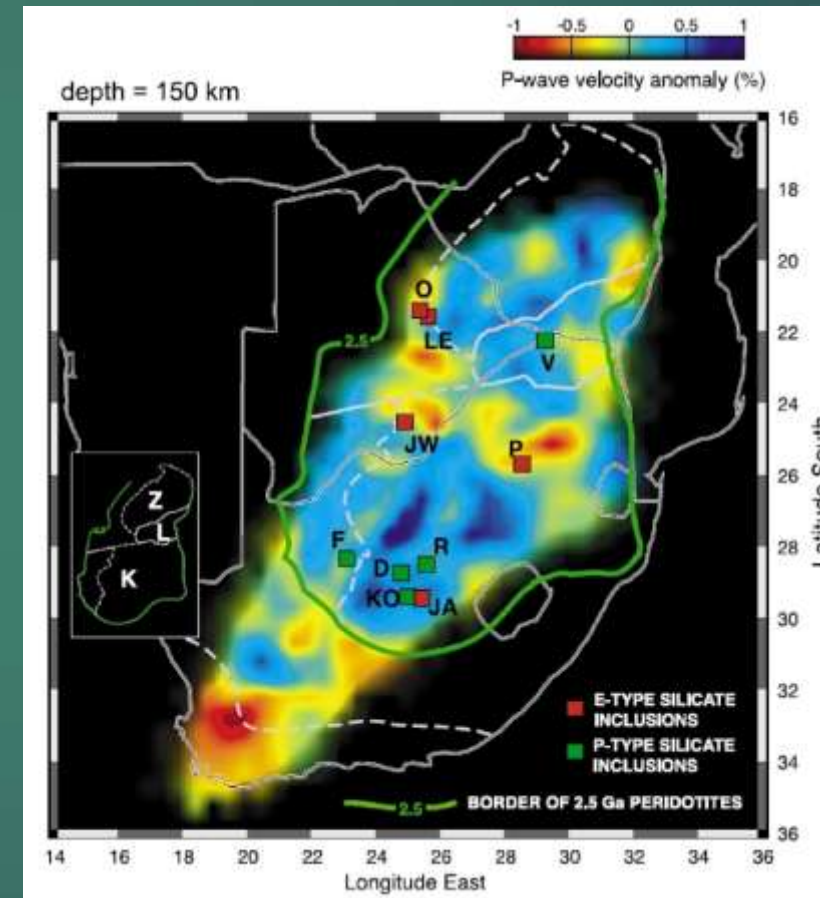 -1 -0.5 0 0.5 1
P-wave velocity anomaly (%)
depth = 150 km
16
18
20
22
24
26
28
30
32
34
36
Latitude South
O
LE
2.5
V
JW
P
F
R
D
KO
JA
Z
L
K
E-TYPE SILICATE
INCLUSIONS
P-TYPE SILICATE
INCLUSIONS
2.5 BORDER OF 2.5 Ga PERIDOTITES
14 16 18 20 22 24 26 28 30 32 34 36
Longitude East